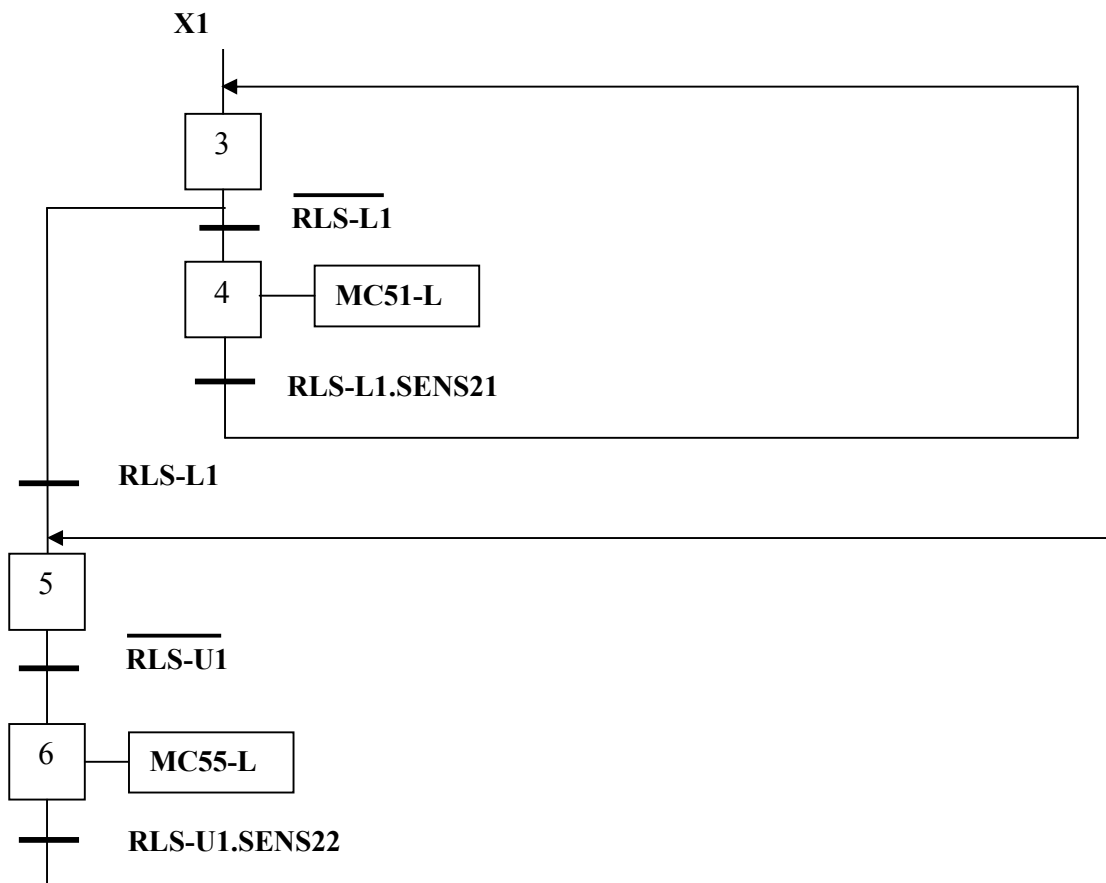 X1
3
RLS-L1
4
MC51-L
RLS-L1.SENS21
RLS-L1
5
RLS-U1
6
MC55-L
RLS-U1.SENS22